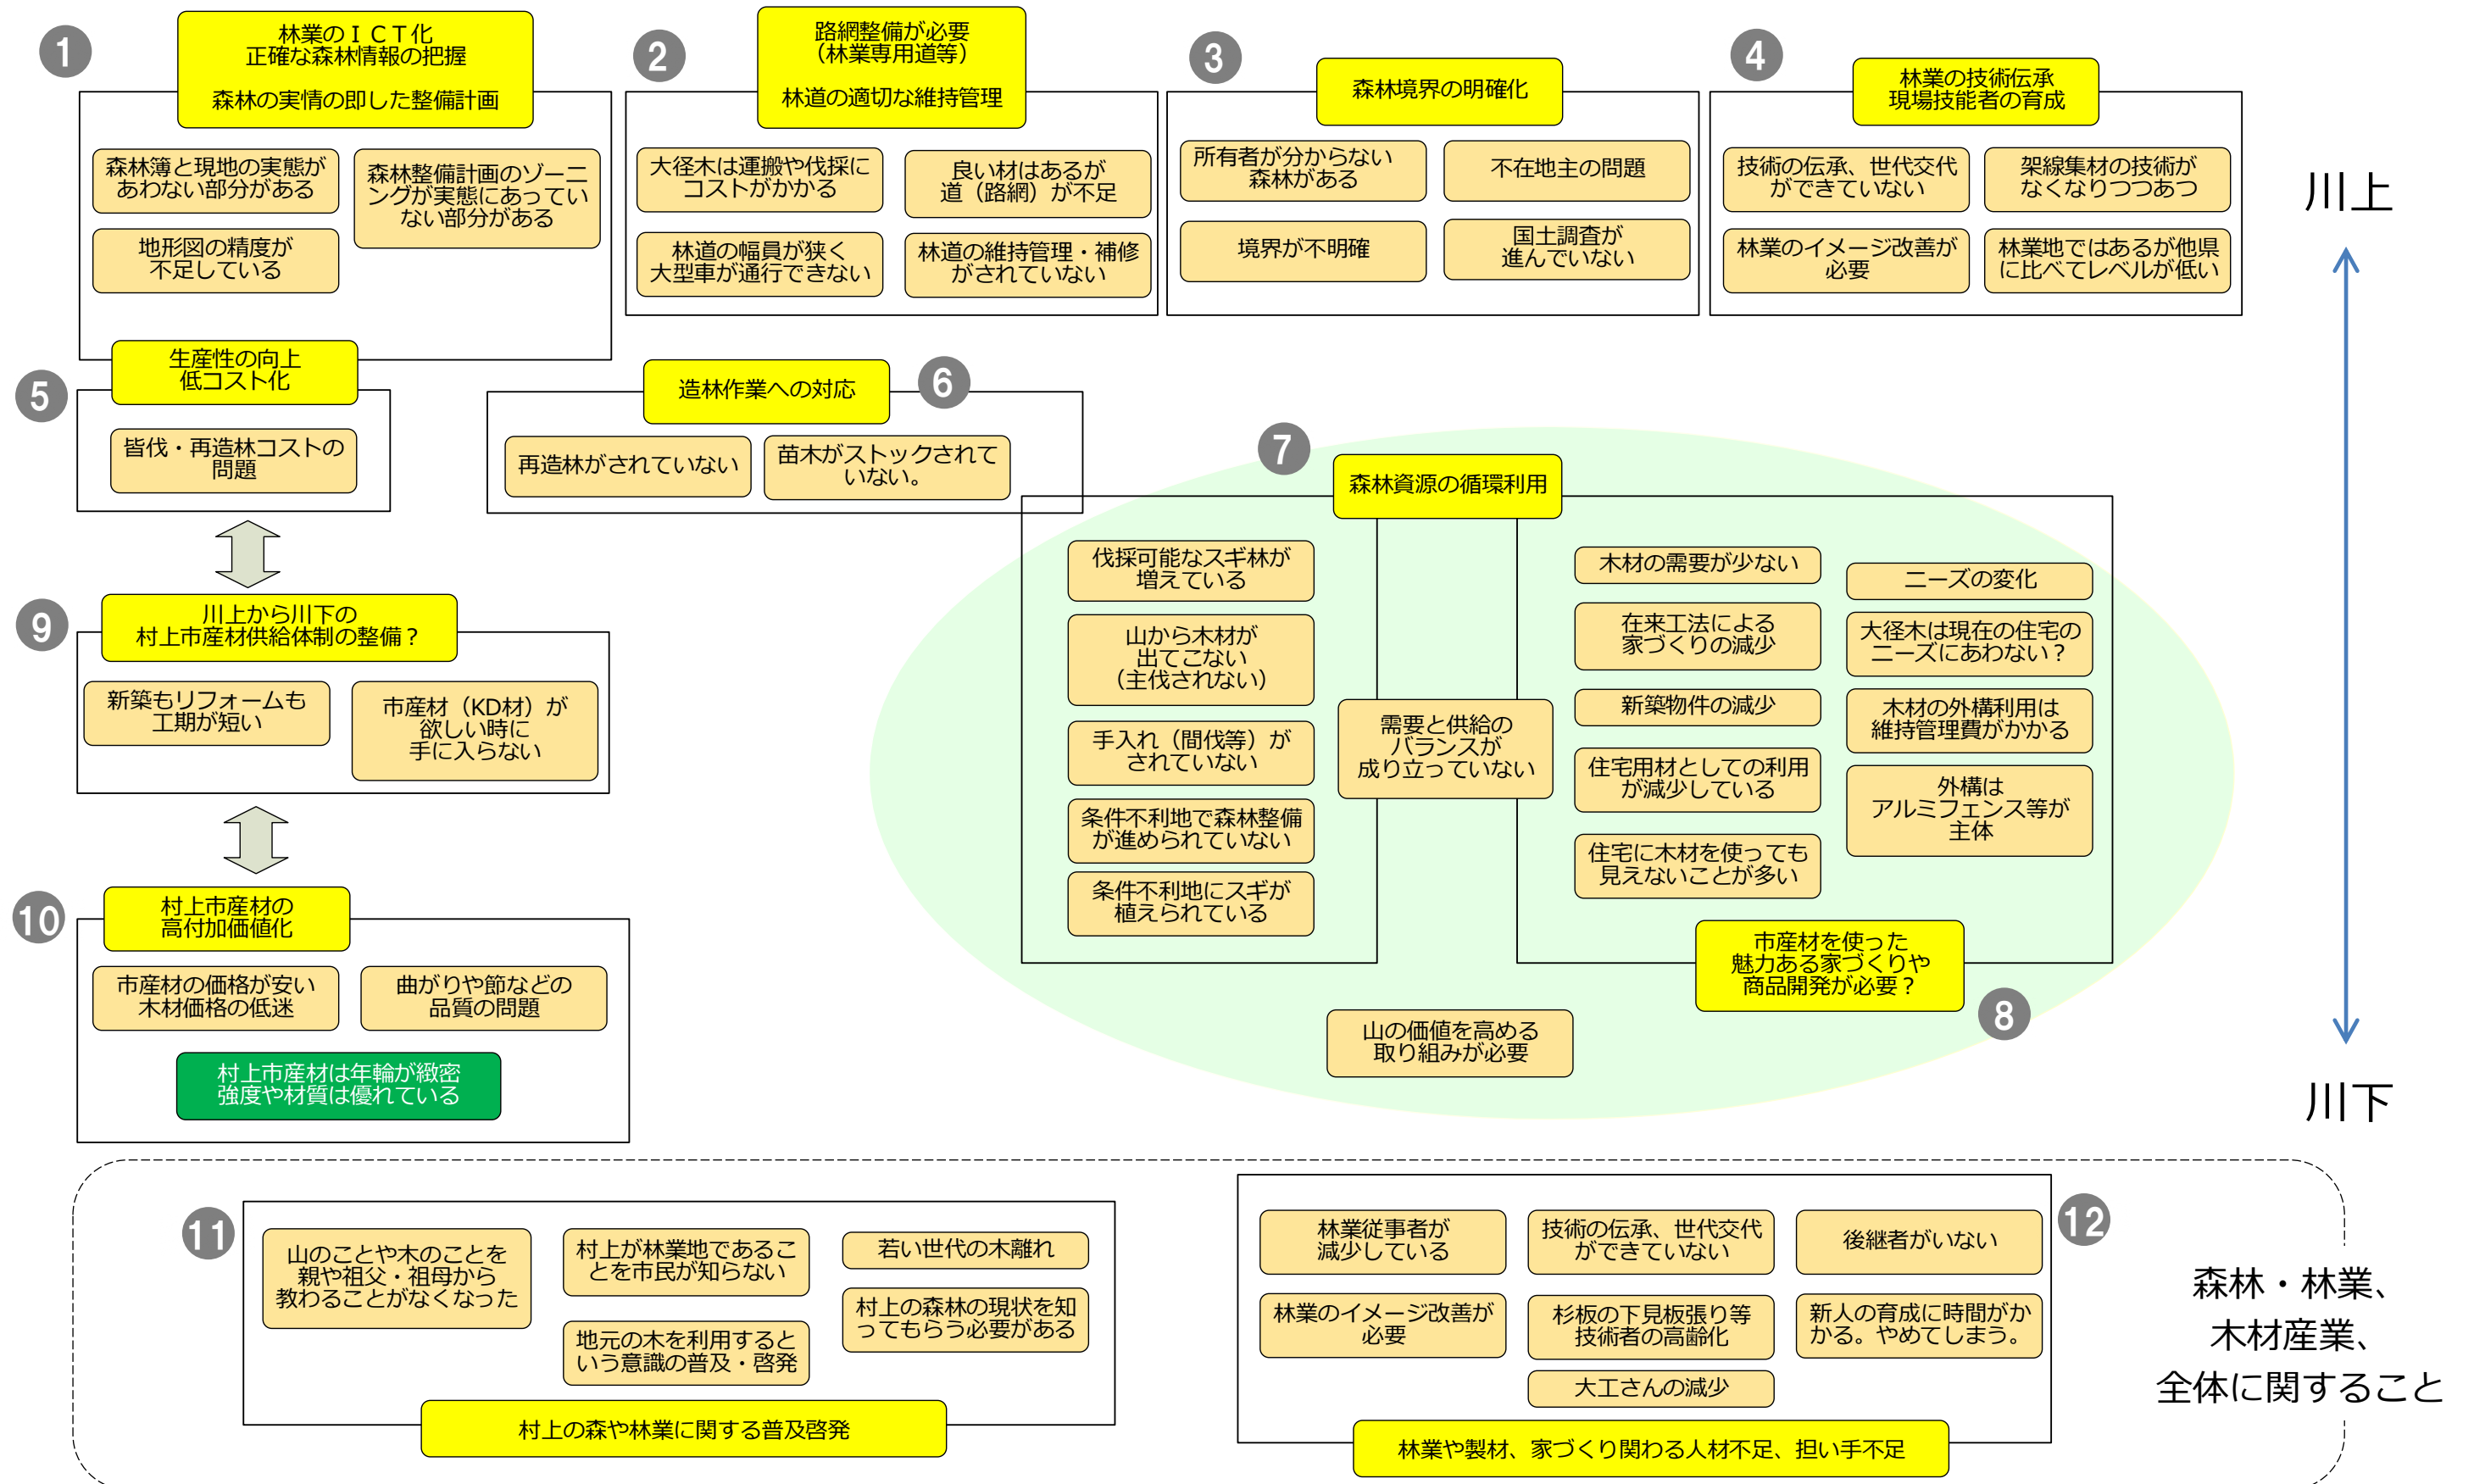 1
林業のＩＣＴ化
正確な森林情報の把握
森林の実情の即した整備計画
森林簿と現地の実態が
あわない部分がある
森林整備計画のゾーニ
ングが実態にあってい
ない部分がある
地形図の精度が
不足している
2
路網整備が必要
（林業専用道等）
林道の適切な維持管理
大径木は運搬や伐採に
コストがかかる
良い材はあるが
道（路網）が不足
林道の幅員が狭く
大型車が通行できない
林道の維持管理・補修
がされていない
3
森林境界の明確化
所有者が分からない
森林がある
不在地主の問題
境界が不明確
国土調査が
進んでいない
4
林業の技術伝承
現場技能者の育成
技術の伝承、世代交代
ができていない
架線集材の技術が
なくなりつつあつ
林業のイメージ改善が
必要
林業地ではあるが他県
に比べてレベルが低い
川上
5
生産性の向上
低コスト化
皆伐・再造林コストの
問題
6
造林作業への対応
再造林がされていない
苗木がストックされて
いない。
7
森林資源の循環利用
伐採可能なスギ林が
増えている
山から木材が
出てこない
（主伐されない）
手入れ（間伐等）が
されていない
条件不利地で森林整備
が進められていない
条件不利地にスギが
植えられている
需要と供給の
バランスが
成り立っていない
木材の需要が少ない
在来工法による
家づくりの減少
新築物件の減少
住宅用材としての利用
が減少している
住宅に木材を使っても
見えないことが多い
ニーズの変化
大径木は現在の住宅の
ニーズにあわない？
木材の外構利用は
維持管理費がかかる
外構は
アルミフェンス等が
主体
市産材を使った
魅力ある家づくりや
商品開発が必要？
8
山の価値を高める
取り組みが必要
9
川上から川下の
村上市産材供給体制の整備？
新築もリフォームも
工期が短い
市産材（KD材）が
欲しい時に
手に入らない
10
村上市産材の
高付加価値化
市産材の価格が安い
木材価格の低迷
曲がりや節などの
品質の問題
村上市産材は年輪が緻密
強度や材質は優れている
川下
11
山のことや木のことを
親や祖父・祖母から
教わることがなくなった
村上が林業地であるこ
とを市民が知らない
若い世代の木離れ
地元の木を利用すると
いう意識の普及・啓発
村上の森林の現状を知
ってもらう必要がある
村上の森や林業に関する普及啓発
12
林業従事者が
減少している
技術の伝承、世代交代
ができていない
後継者がいない
林業のイメージ改善が
必要
杉板の下見板張り等
技術者の高齢化
新人の育成に時間がか
かる。やめてしまう。
大工さんの減少
林業や製材、家づくり関わる人材不足、担い手不足
森林・林業、
木材産業、
全体に関すること